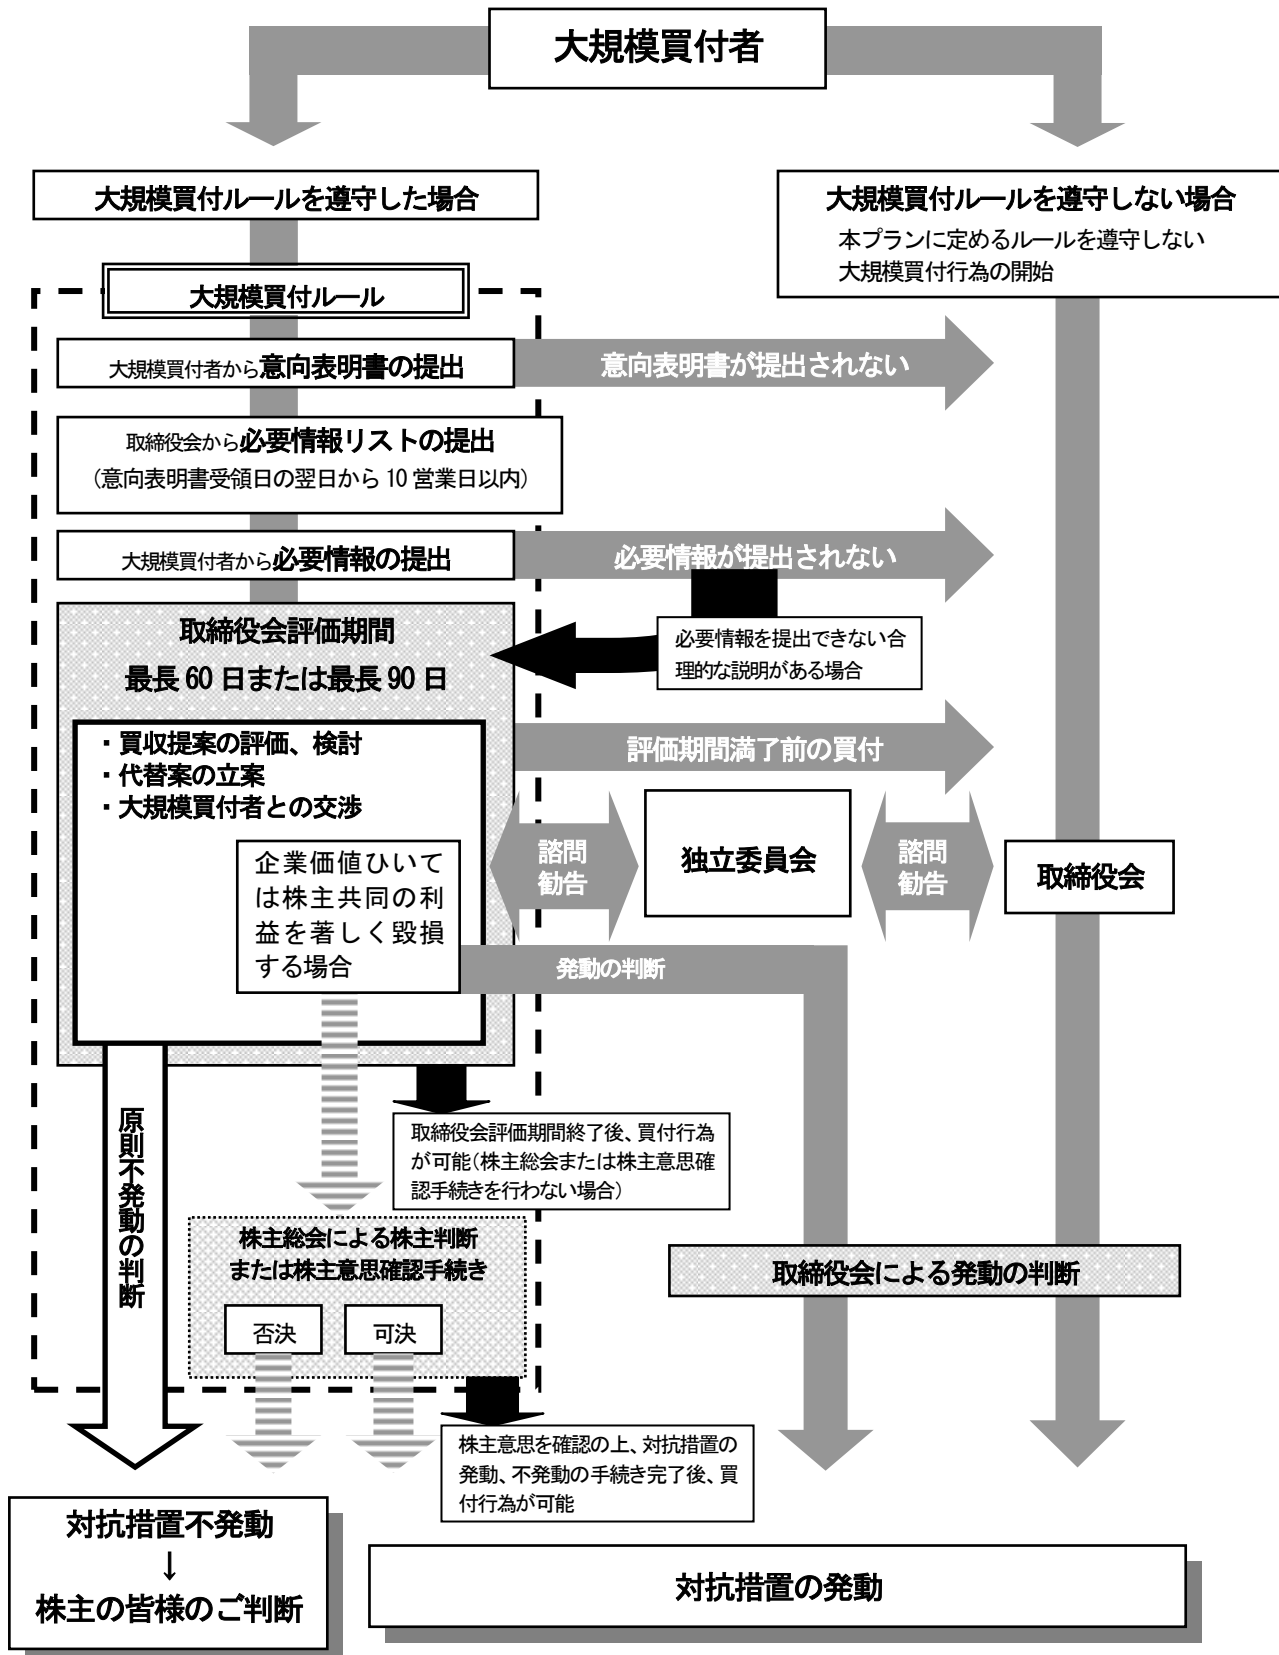 大規模買付者
大規模買付ルールを遵守した場合
大規模買付ルールを遵守しない場合
本プランに定めるルールを遵守しない
大規模買付行為の開始
大規模買付ルール
大規模買付者から意向表明書の提出
意向表明書が提出されない
取締役会から必要情報リストの提出
（意向表明書受領日の翌日から 10 営業日以内）
大規模買付者から必要情報の提出
必要情報が提出されない
取締役会評価期間
最長 60 日または最長 90 日
必要情報を提出できない合
理的な説明がある場合
・買収提案の評価、検討
・代替案の立案
・大規模買付者との交渉
評価期間満了前の買付
企業価値ひいて
は株主共同の利
益を著しく毀損
する場合
諮問
勧告
独立委員会
諮問
勧告
取締役会
発動の判断
原則不発動の判断
取締役会評価期間終了後、買付行為
が可能（株主総会または株主意思確
認手続きを行わない場合）
株主総会による株主判断
または株主意思確認手続き
否決
可決
取締役会による発動の判断
株主意思を確認の上、対抗措置の
発動、不発動の手続き完了後、買
付行為が可能
対抗措置不発動
↓
株主の皆様のご判断
対抗措置の発動